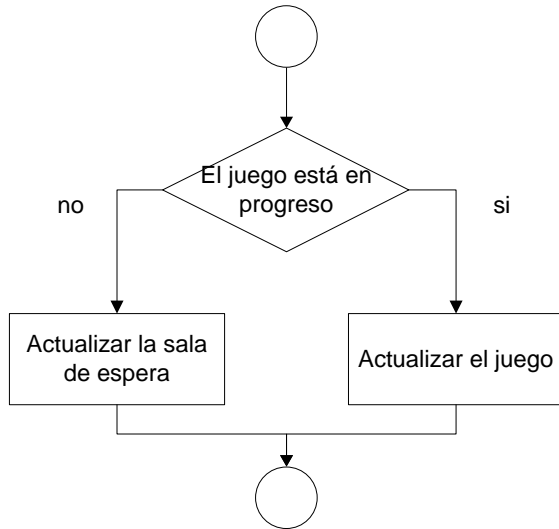 El juego está en
progreso
no
si
Actualizar la sala
de espera
Actualizar el juego